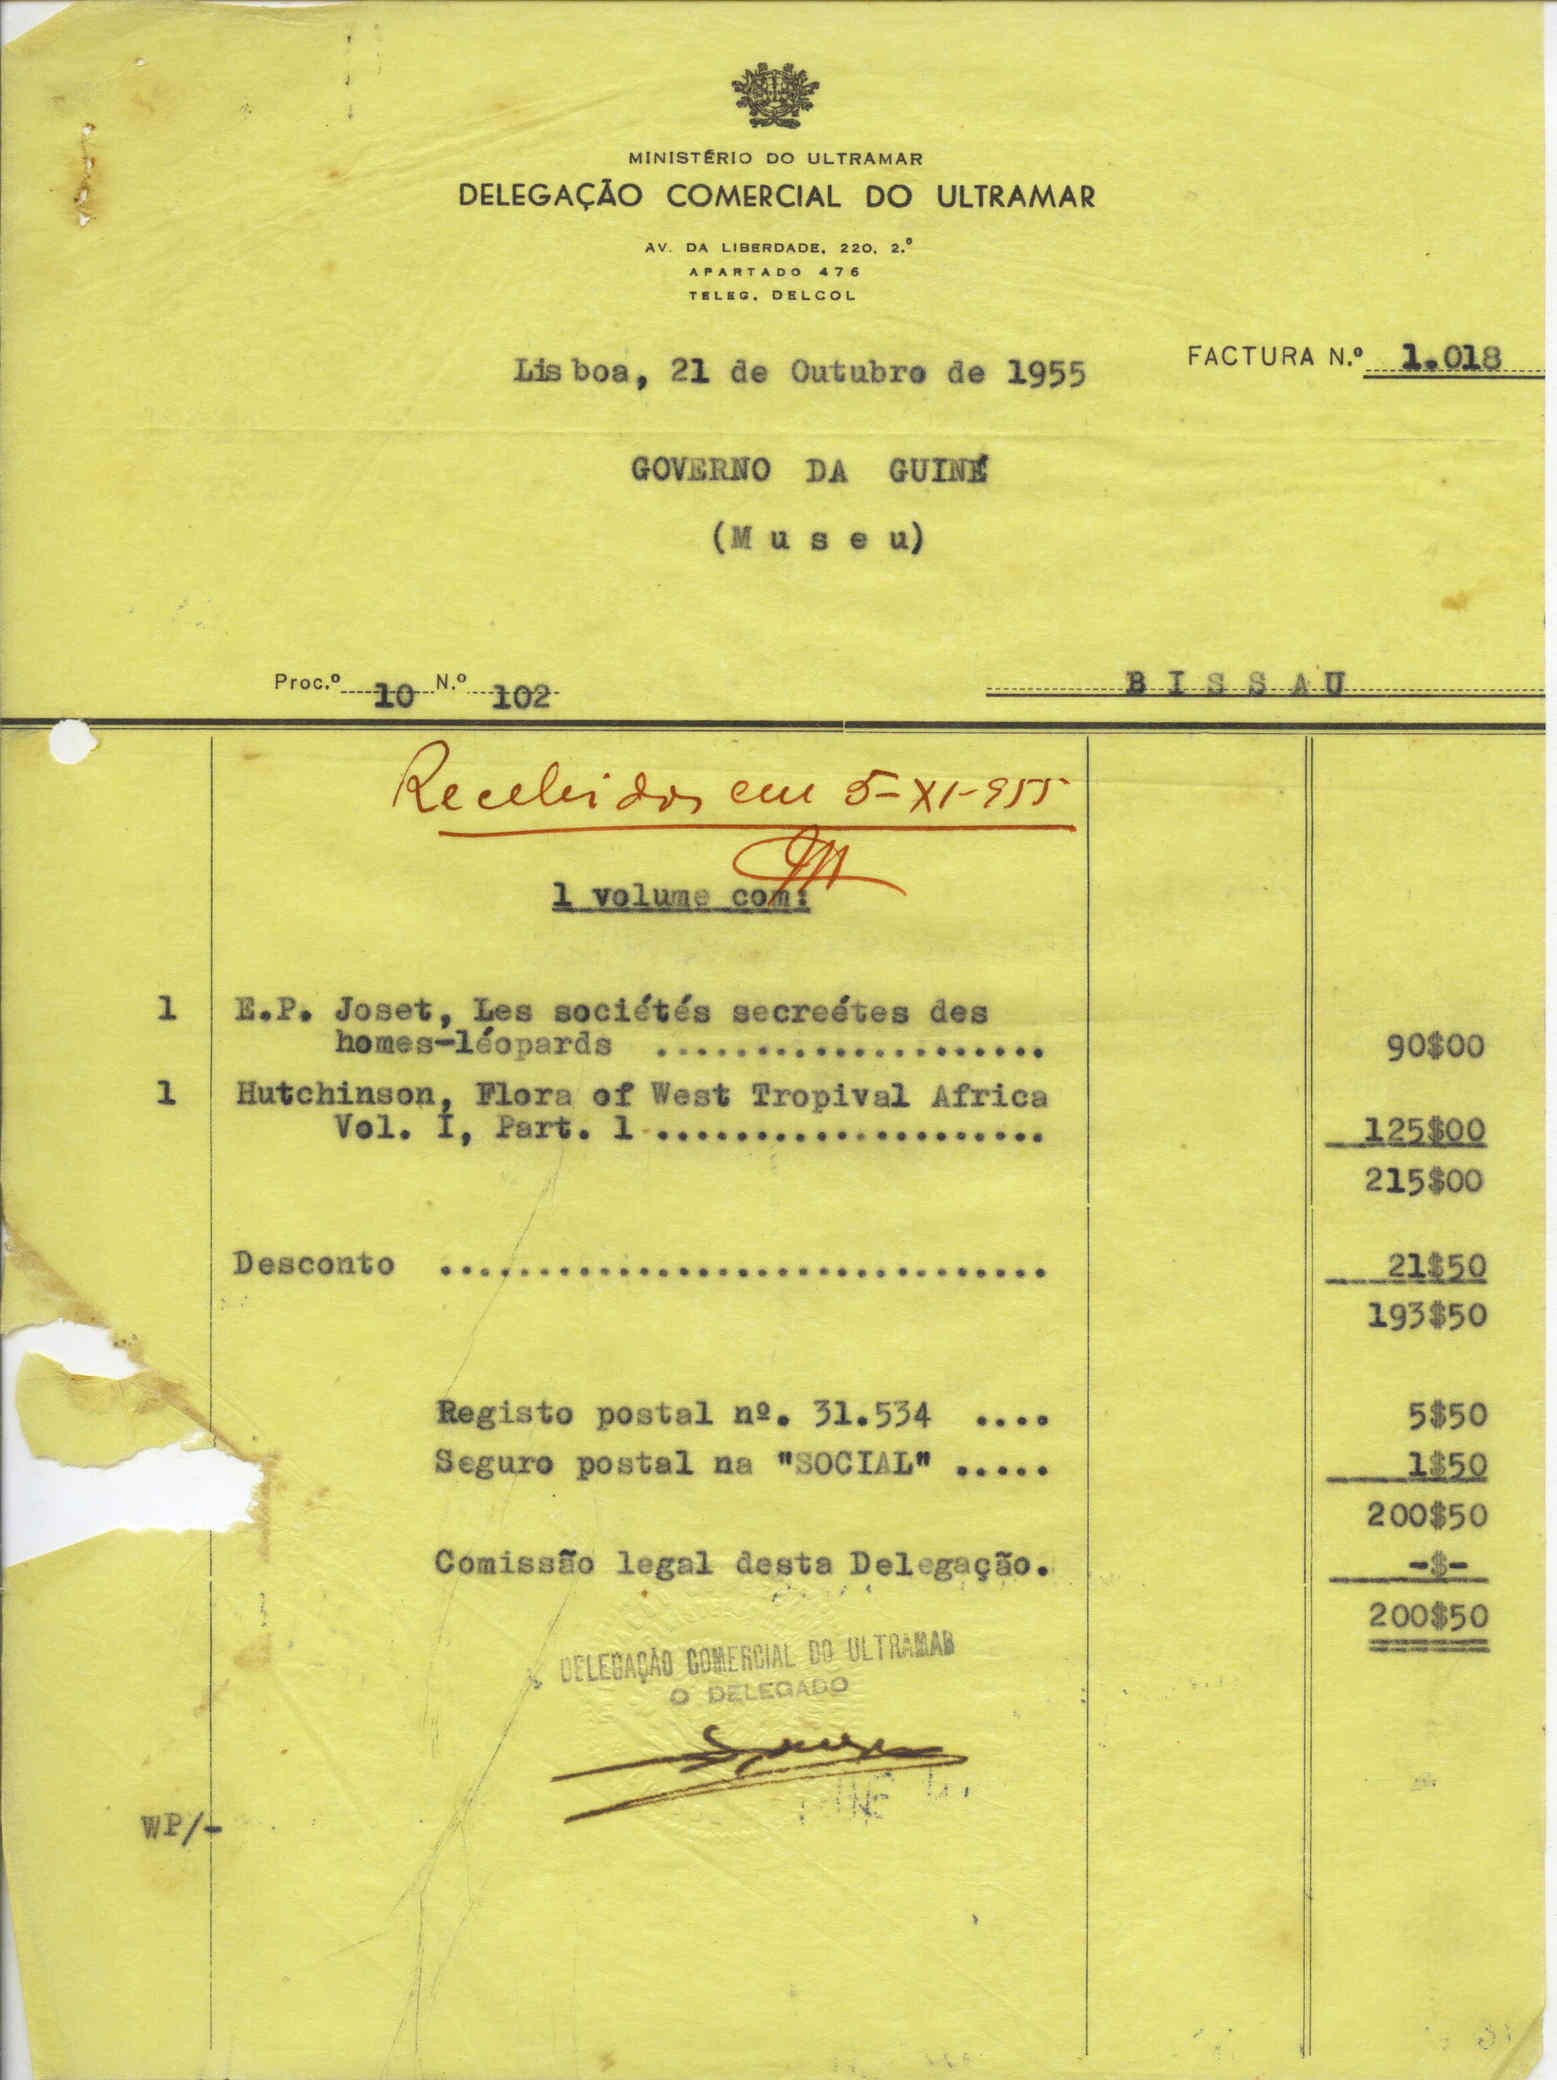 MINISTÉRIO DO ULTRAMAR
DELEGAÇÃO COMERCIAL DO ULTRAMAR
AV. DA LIBERDADE, 220, 2.º
APARTADO 476
TELEG. DELCOL
Lisboa, 21 de Outubro de 1955
FACTURA N.º 1.018
GOVERNO DA GUINÉ
(M u s e u)
Proc.º 10 N.º 102
B I S S A U
Recebidos em 5-XI-955
1 volume com:
1 E.P. Joset, Les sociétés secreétes des
homes-léopards .................... 90$00
1 Hutchinson, Flora of West Tropival Africa
Vol. I, Part. 1 .................... 125$00
215$00
Desconto ............................... 21$50
193$50
Registo postal nº. 31.534 .... 5$50
Seguro postal na "SOCIAL" ..... 1$50
200$50
Comissão legal desta Delegação. -$-
200$50
DELEGAÇÃO COMERCIAL DO ULTRAMAR
O DELEGADO
WP/-